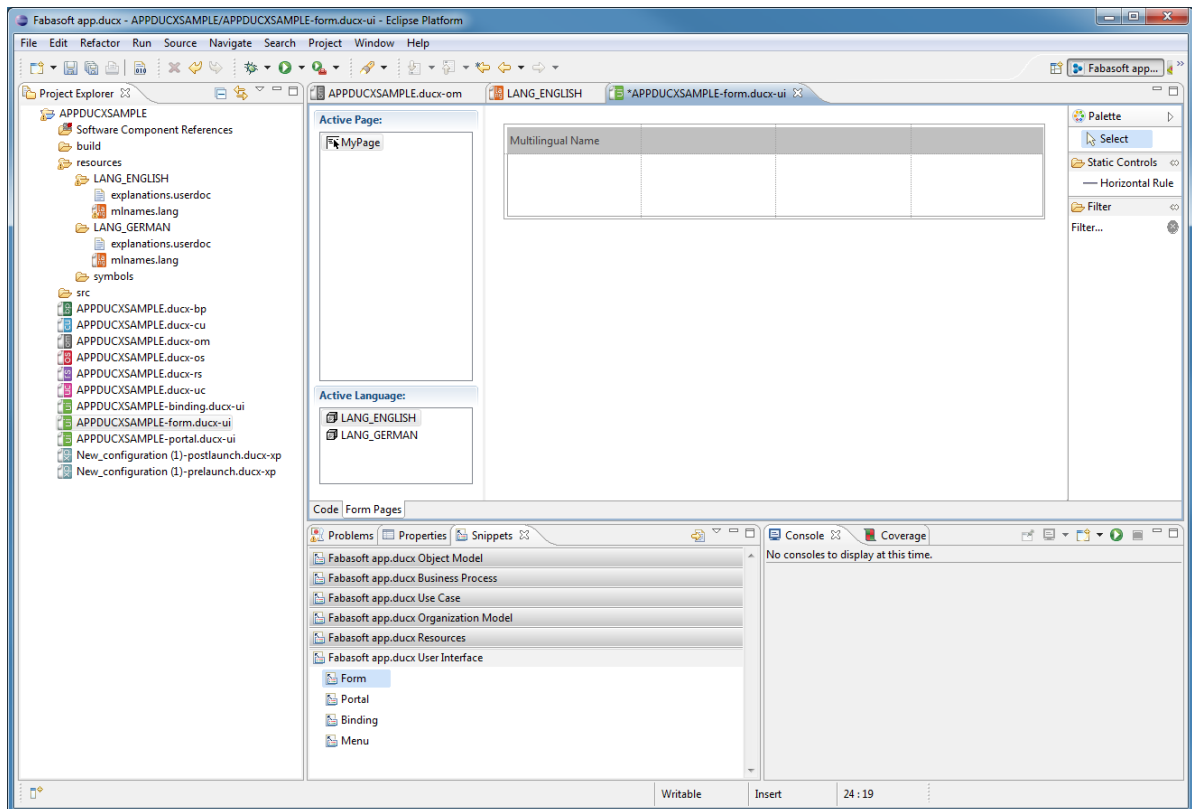 Fabasoft app.ducx - APPDUCXSAMPLE/APPDUCXSAMPLE-form.ducx-ui - Eclipse Platform
File Edit Refactor Run Source Navigate Search Project Window Help
Fabasoft app...
Project Explorer
APPDUCXSAMPLE
Software Component References
build
resources
LANG_ENGLISH
explanations.userdoc
mlnames.lang
LANG_GERMAN
explanations.userdoc
mlnames.lang
symbols
src
APPDUCXSAMPLE.ducx-bp
APPDUCXSAMPLE.ducx-cu
APPDUCXSAMPLE.ducx-om
APPDUCXSAMPLE.ducx-os
APPDUCXSAMPLE.ducx-rs
APPDUCXSAMPLE.ducx-uc
APPDUCXSAMPLE-binding.ducx-ui
APPDUCXSAMPLE-form.ducx-ui
APPDUCXSAMPLE-portal.ducx-ui
New_configuration (1)-postlaunch.ducx-xp
New_configuration (1)-prelaunch.ducx-xp
APPDUCXSAMPLE.ducx-om LANG_ENGLISH *APPDUCXSAMPLE-form.ducx-ui
Active Page:
MyPage
Active Language:
LANG_ENGLISH
LANG_GERMAN
Multilingual Name
Palette
Select
Static Controls
Horizontal Rule
Filter
Filter...
Code Form Pages
Problems Properties Snippets
Fabasoft app.ducx Object Model
Fabasoft app.ducx Business Process
Fabasoft app.ducx Use Case
Fabasoft app.ducx Organization Model
Fabasoft app.ducx Resources
Fabasoft app.ducx User Interface
Form
Portal
Binding
Menu
Console Coverage
No consoles to display at this time.
Writable Insert 24 : 19